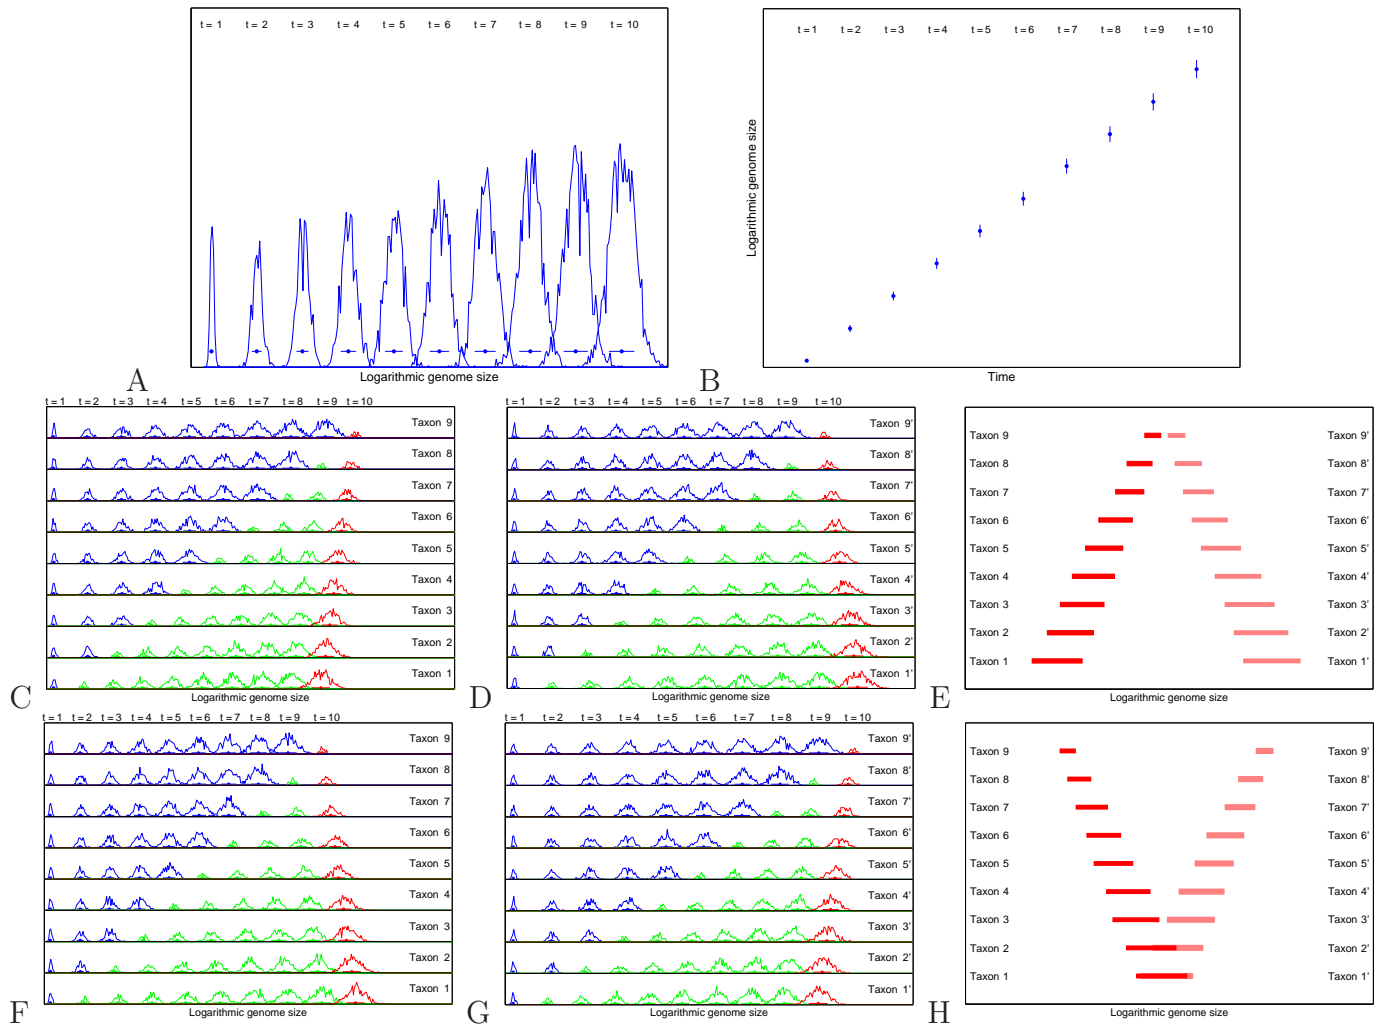 t = 1 t = 2 t = 3 t = 4 t = 5 t = 6 t = 7 t = 8 t = 9 t = 10
Logarithmic genome size
A
t = 1 t = 2 t = 3 t = 4 t = 5 t = 6 t = 7 t = 8 t = 9 t = 10
Logarithmic genome size
Time
B
t = 1 t = 2 t = 3 t = 4 t = 5 t = 6 t = 7 t = 8 t = 9 t = 10
Taxon 9
Taxon 8
Taxon 7
Taxon 6
Taxon 5
Taxon 4
Taxon 3
Taxon 2
Taxon 1
Logarithmic genome size
C
t = 1 t = 2 t = 3 t = 4 t = 5 t = 6 t = 7 t = 8 t = 9 t = 10
Taxon 9'
Taxon 8'
Taxon 7'
Taxon 6'
Taxon 5'
Taxon 4'
Taxon 3'
Taxon 2'
Taxon 1'
Logarithmic genome size
D
Taxon 9 Taxon 9'
Taxon 8 Taxon 8'
Taxon 7 Taxon 7'
Taxon 6 Taxon 6'
Taxon 5 Taxon 5'
Taxon 4 Taxon 4'
Taxon 3 Taxon 3'
Taxon 2 Taxon 2'
Taxon 1 Taxon 1'
Logarithmic genome size
E
t = 1 t = 2 t = 3 t = 4 t = 5 t = 6 t = 7 t = 8 t = 9 t = 10
Taxon 9
Taxon 8
Taxon 7
Taxon 6
Taxon 5
Taxon 4
Taxon 3
Taxon 2
Taxon 1
Logarithmic genome size
F
t = 1 t = 2 t = 3 t = 4 t = 5 t = 6 t = 7 t = 8 t = 9 t = 10
Taxon 9'
Taxon 8'
Taxon 7'
Taxon 6'
Taxon 5'
Taxon 4'
Taxon 3'
Taxon 2'
Taxon 1'
Logarithmic genome size
G
Taxon 9 Taxon 9'
Taxon 8 Taxon 8'
Taxon 7 Taxon 7'
Taxon 6 Taxon 6'
Taxon 5 Taxon 5'
Taxon 4 Taxon 4'
Taxon 3 Taxon 3'
Taxon 2 Taxon 2'
Taxon 1 Taxon 1'
Logarithmic genome size
H